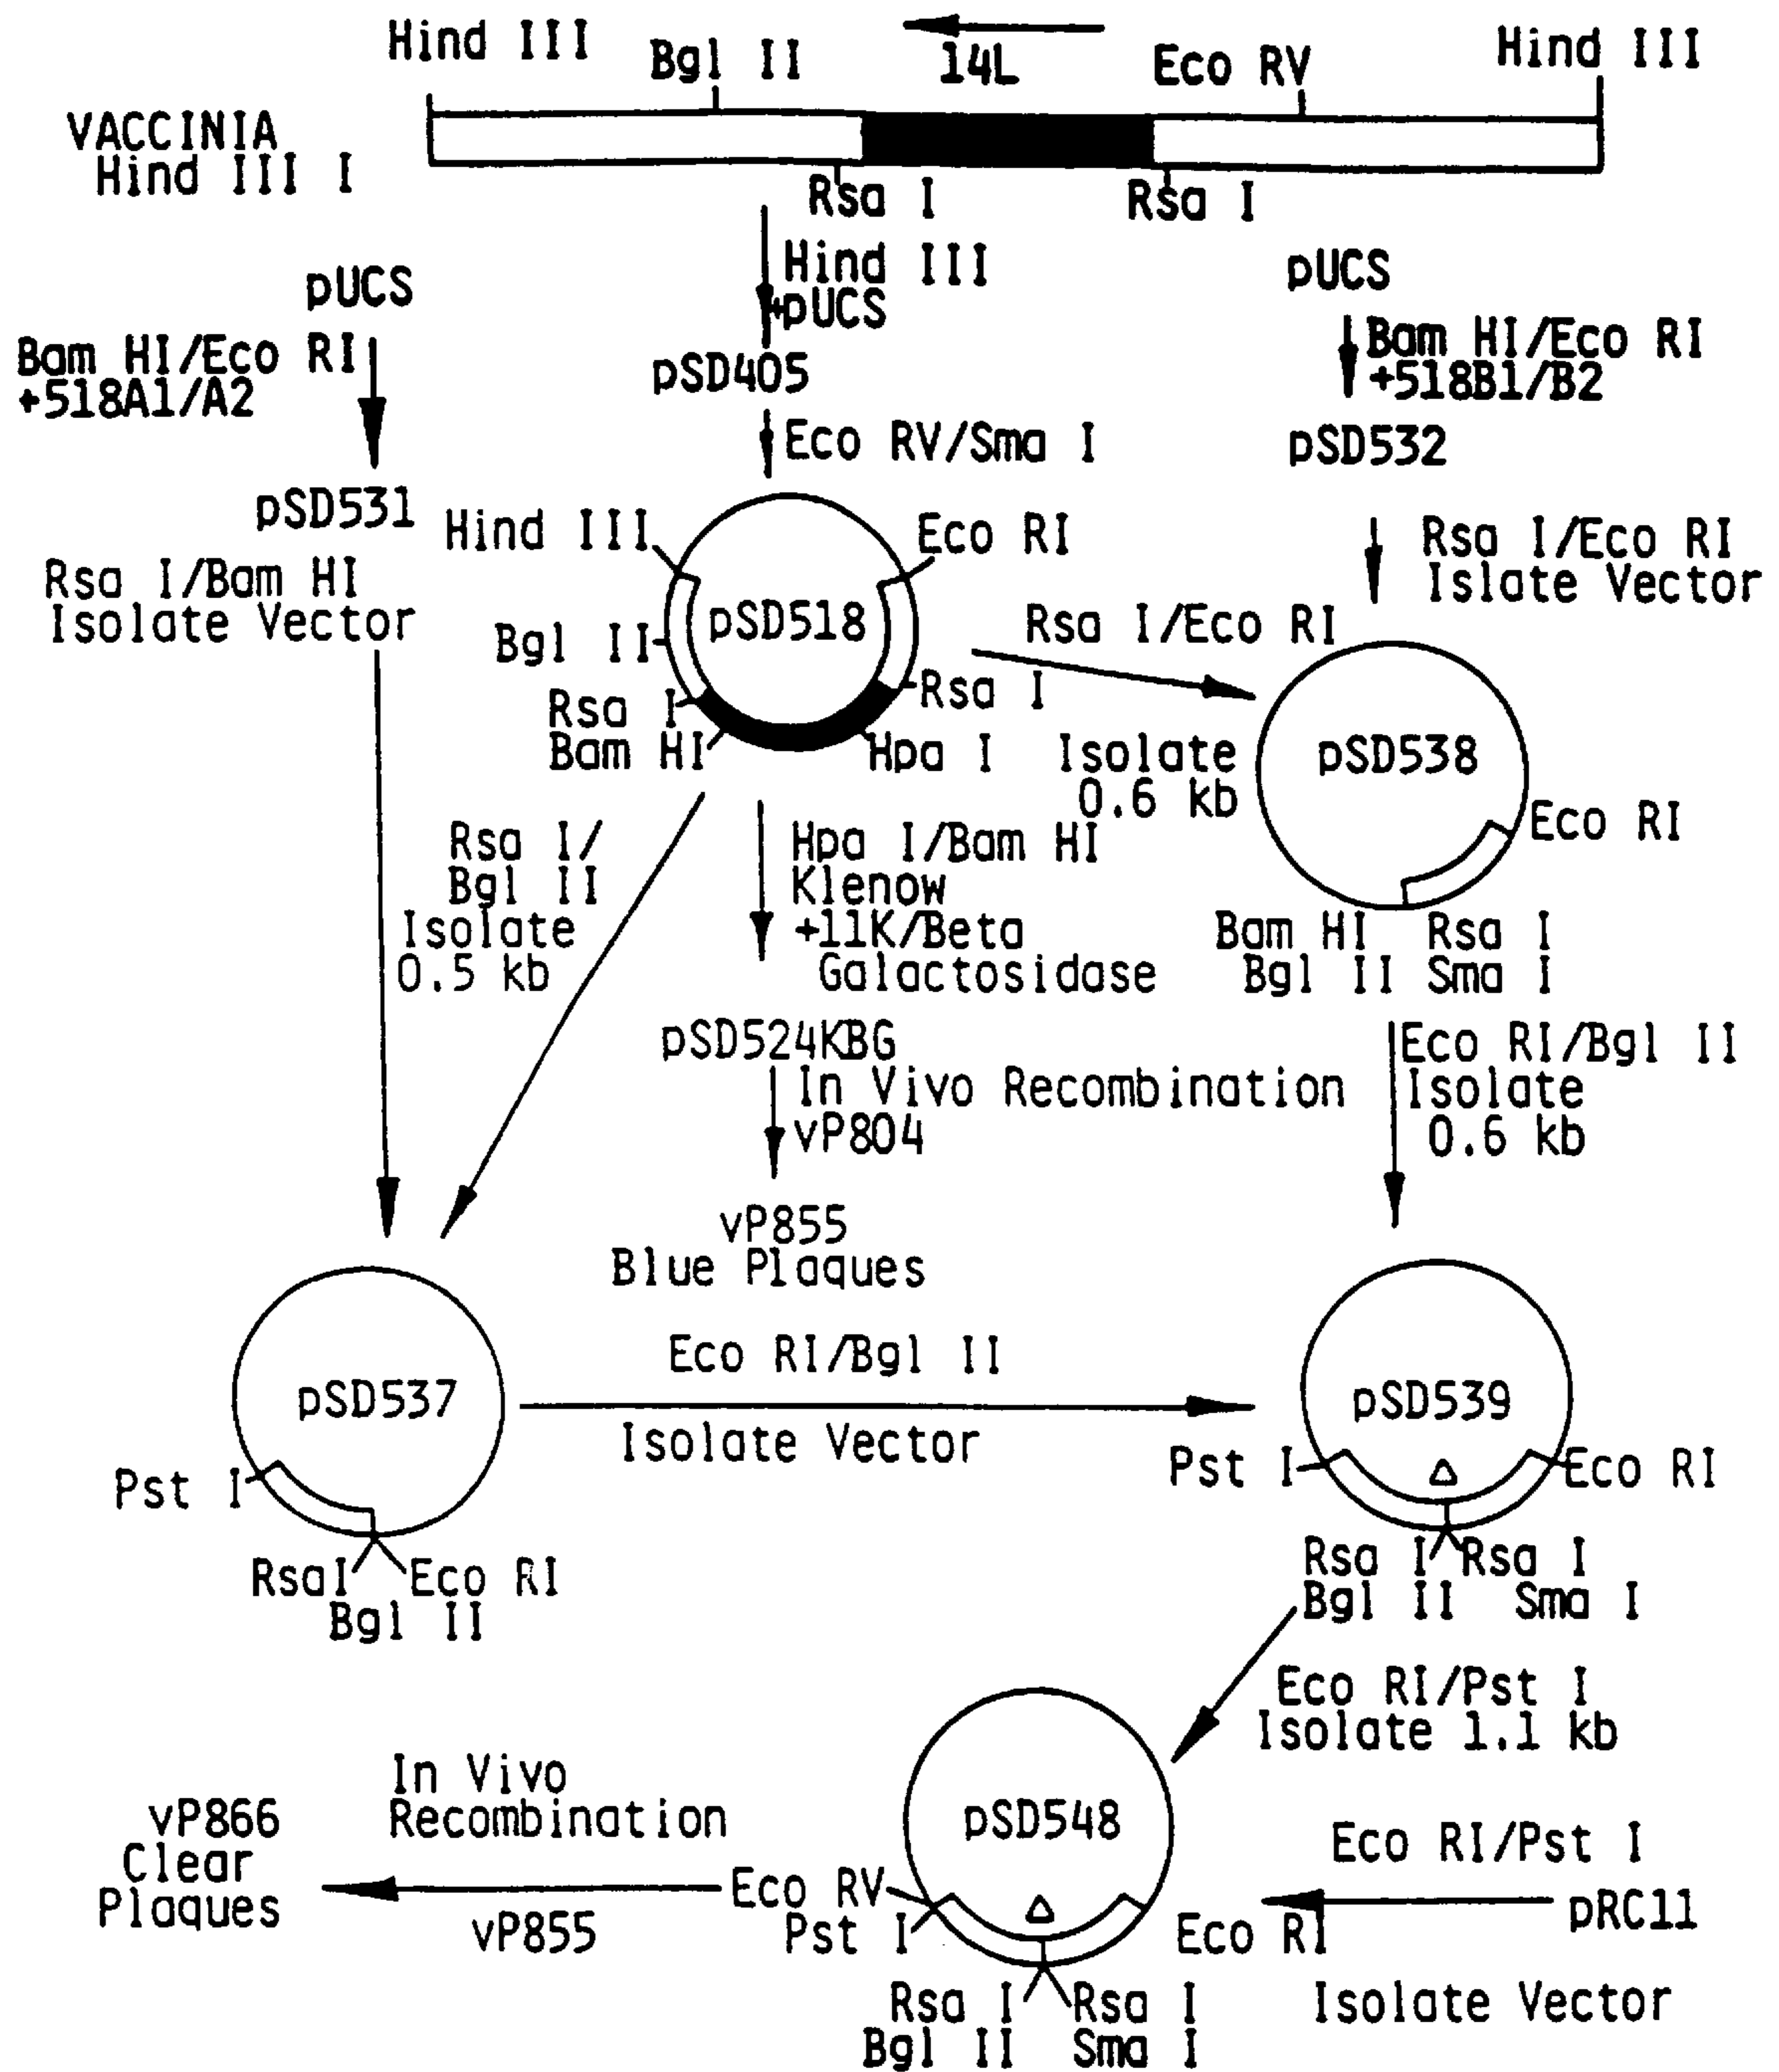 Hind III
Bgl II
14L
Eco RV
Hind III
VACCINIA
Hind III I
Rsa I
Rsa I
Hind III
+pUCS
pUCS
Bam HI/Eco RI
+518A1/A2
pSD405
pUCS
Bam HI/Eco RI
+518B1/B2
Eco RV/Sma I
pSD532
pSD531
Rsa I/Bam HI
Isolate Vector
Hind III
Eco RI
pSD518
Bgl II
Rsa I
Bam HI
Rsa I
Hpa I
Rsa I/Eco RI
Islate Vector
Rsa I/Eco RI
Isolate
0.6 kb
pSD538
Eco RI
Bam HI Rsa I
Bgl II Sma I
Rsa I/
Bgl II
Isolate
0.5 kb
Hpa I/Bam HI
Klenow
+11K/Beta
Galactosidase
pSD524KBG
In Vivo Recombination
vP804
vP855
Blue Plaques
Eco RI/Bgl II
Isolate
0.6 kb
pSD537
Pst I
RsaI
Eco RI
Bgl II
Eco RI/Bgl II
Isolate Vector
pSD539
Pst I
Eco RI
Rsa I Rsa I
Bgl II Sma I
Eco RI/Pst I
Isolate 1.1 kb
pSD548
Eco RV
Pst I
Eco RI
Rsa I Rsa I
Bgl II Sma I
Eco RI/Pst I
pRC11
Isolate Vector
In Vivo
Recombination
vP855
vP866
Clear
Plaques